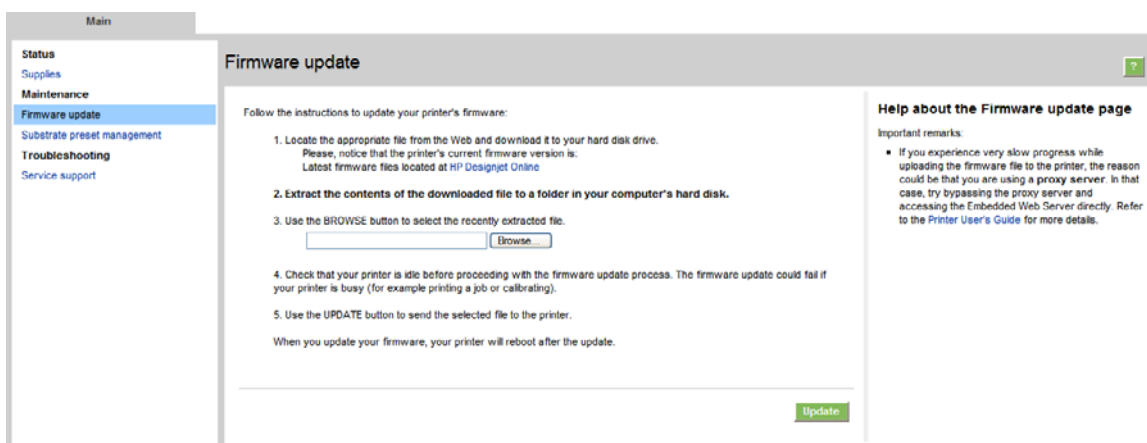 Main
Status
Supplies
Maintenance
Firmware update
Substrate preset management
Troubleshooting
Service support
Firmware update
?
Follow the instructions to update your printer's firmware:
1. Locate the appropriate file from the Web and download it to your hard disk drive.
Please, notice that the printer's current firmware version is:
Latest firmware files located at HP Designjet Online
2. Extract the contents of the downloaded file to a folder in your computer's hard disk.
3. Use the BROWSE button to select the recently extracted file.
Browse...
4. Check that your printer is idle before proceeding with the firmware update process. The firmware update could fail if
your printer is busy (for example printing a job or calibrating).
5. Use the UPDATE button to send the selected file to the printer.
When you update your firmware, your printer will reboot after the update.
Update
Help about the Firmware update page
Important remarks:
▪ If you experience very slow progress while
uploading the firmware file to the printer, the reason
could be that you are using a proxy server. In that
case, try bypassing the proxy server and
accessing the Embedded Web Server directly. Refer
to the Printer User's Guide for more details.